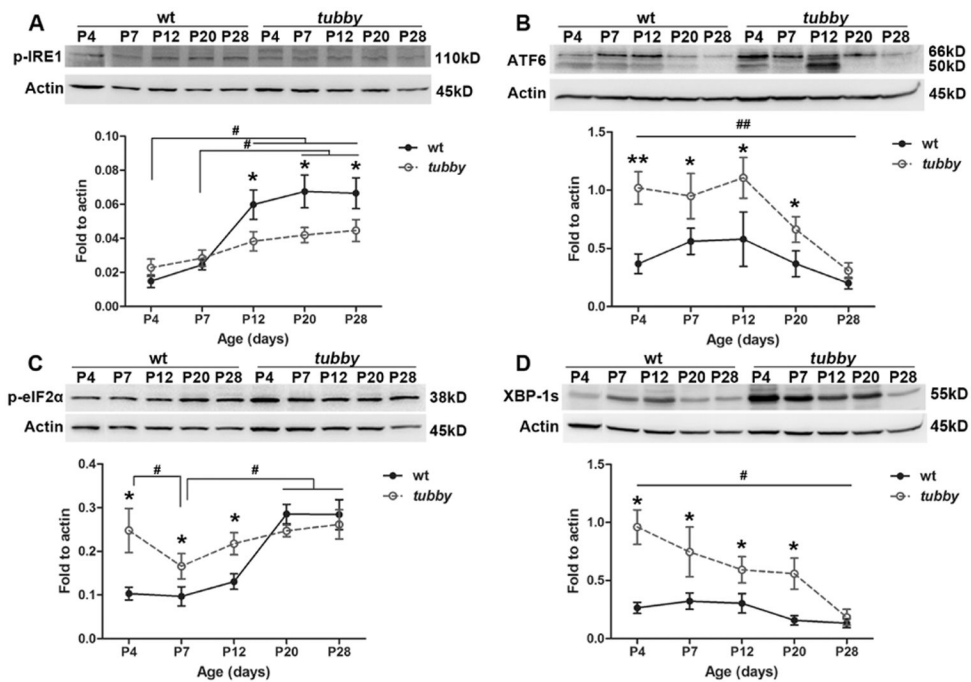 A
wt
tubby
P4 P7 P12 P20 P28 P4 P7 P12 P20 P28
p-IRE1
110kD
Actin
45kD
#
#
* * *
wt
tubby
Fold to actin
0.10
0.08
0.06
0.04
0.02
0.00
P4 P7 P12 P20 P28
Age (days)
B
wt
tubby
P4 P7 P12 P20 P28 P4 P7 P12 P20 P28
ATF6
66kD
50kD
Actin
45kD
##
** * * *
wt
tubby
Fold to actin
1.5
1.0
0.5
0.0
P4 P7 P12 P20 P28
Age (days)
C
wt
tubby
P4 P7 P12 P20 P28 P4 P7 P12 P20 P28
p-eIF2α
38kD
Actin
45kD
# #
* * *
wt
tubby
Fold to actin
0.4
0.3
0.2
0.1
0.0
P4 P7 P12 P20 P28
Age (days)
D
wt
tubby
P4 P7 P12 P20 P28 P4 P7 P12 P20 P28
XBP-1s
55kD
Actin
45kD
#
* * * *
wt
tubby
Fold to actin
1.5
1.0
0.5
0.0
P4 P7 P12 P20 P28
Age (days)